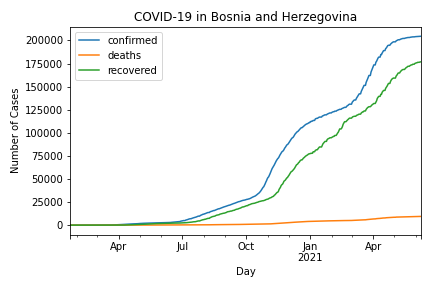 COVID-19 in Bosnia and Herzegovina
confirmed
deaths
recovered
Number of Cases
200000
175000
150000
125000
100000
75000
50000
25000
0
Apr
Jul
Oct
Jan
2021
Apr
Day